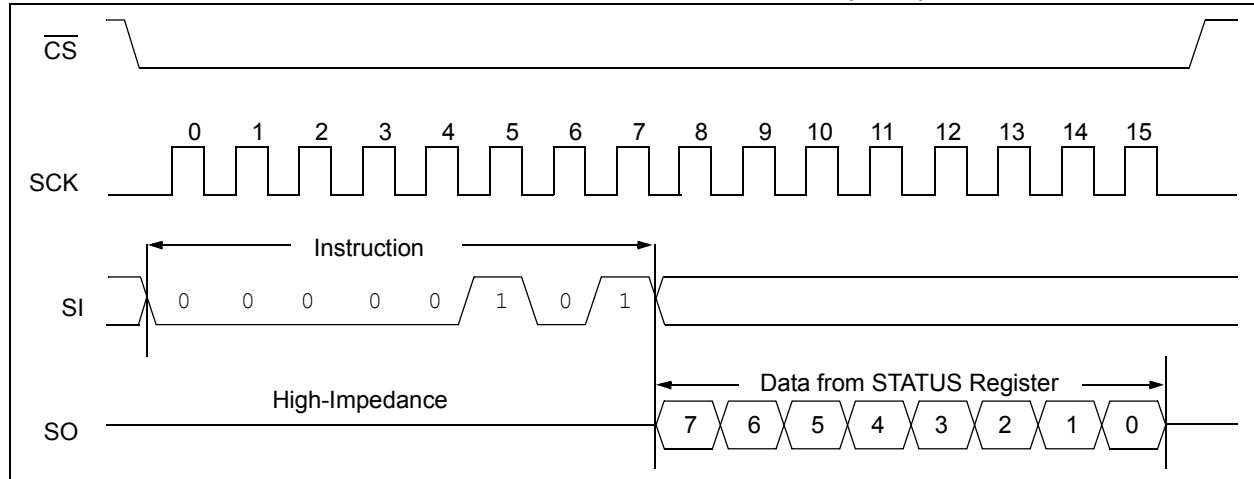 CS
0 1 2 3 4 5 6 7 8 9 10 11 12 13 14 15
SCK
Instruction
SI 0 0 0 0 0 1 0 1
Data from STATUS Register
High-Impedance
SO 7 6 5 4 3 2 1 0